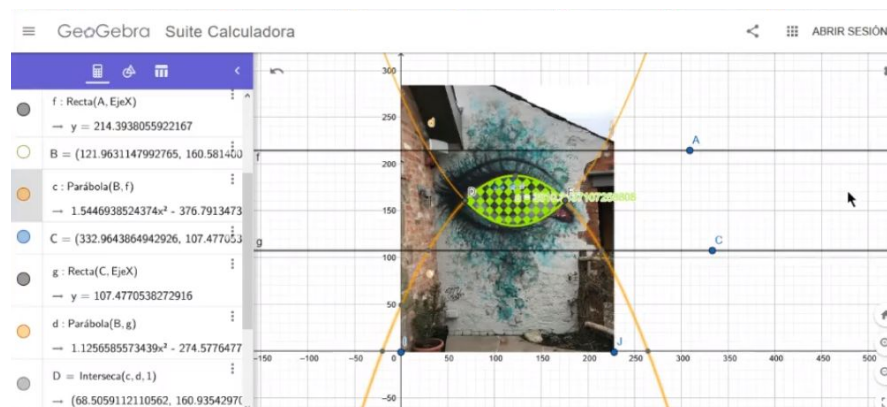 GeoGebra Suite Calculadora
ABRIR SESIÓN
f : Recta(A, EjeX)
→ y = 214.3938055922167
B = (121.9631147992765, 160.581400
c : Parábola(B, f)
→ 1.5446938524374x² - 376.7913473
C = (332.9643864942926, 107.477053
g : Recta(C, EjeX)
→ y = 107.4770538272916
d : Parábola(B, g)
→ 1.1256585573439x² - 274.5776477
D = Interseca(c, d, 1)
→ (68.5059112110562, 160.93542970
300
250
d
A
f
200
150
C
g
100
50
J
-150 -100 -50 0 50 100 150 200 250 300 350 400 450 500
-50